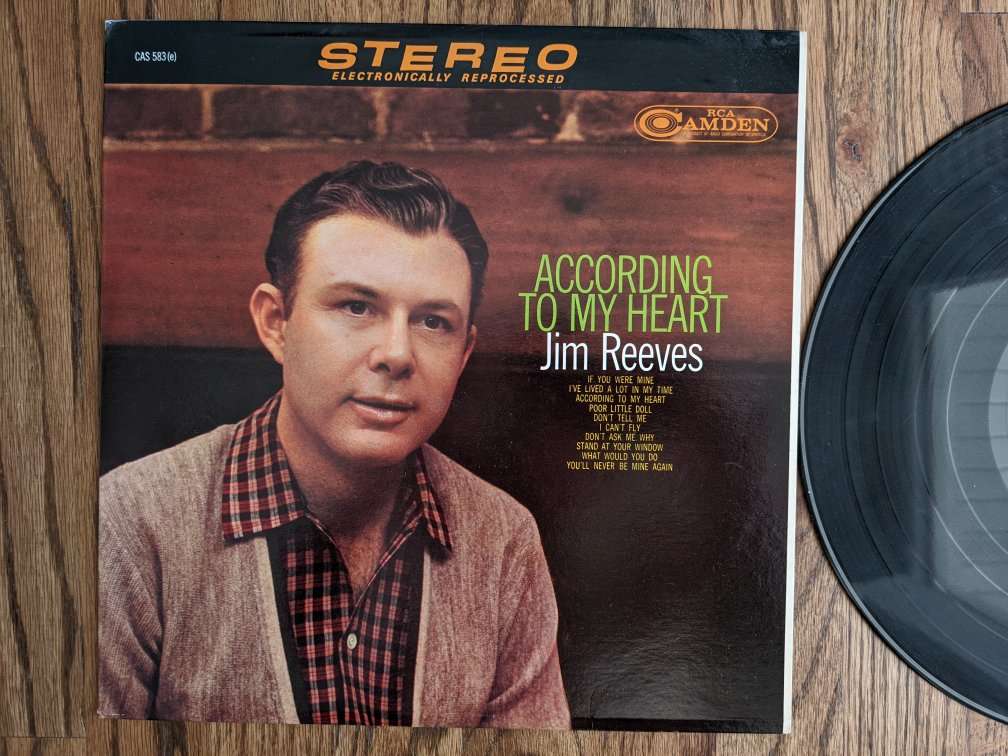 CAS 583(e)
STEREO
ELECTRONICALLY REPROCESSED
RCA
CAMDEN
ACCORDING
TO MY HEART
Jim Reeves
IF YOU WERE MINE
I'VE LIVED A LOT IN MY TIME
ACCORDING TO MY HEART
POOR LITTLE DOLL
DON'T TELL ME
I CAN'T FLY
DON'T ASK ME WHY
STAND AT YOUR WINDOW
WHAT WOULD YOU DO
YOU'LL NEVER BE MINE AGAIN